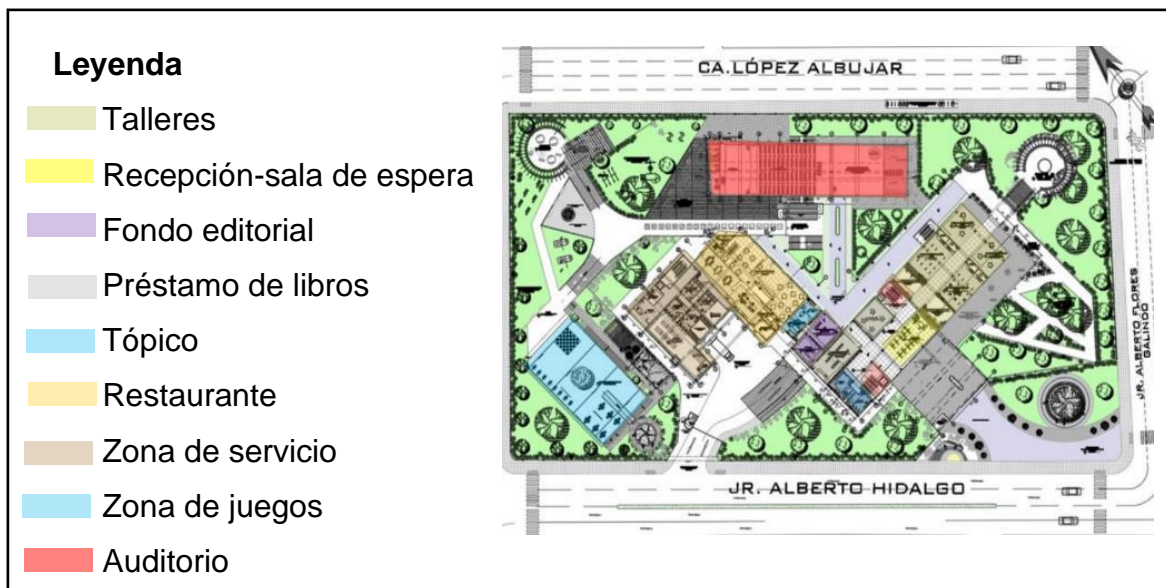 Leyenda
Talleres
Recepción-sala de espera
Fondo editorial
Préstamo de libros
Tópico
Restaurante
Zona de servicio
Zona de juegos
Auditorio
CA.LÓPEZ ALBUJAR
JR. ALBERTO FLORES
GALINDO
JR. ALBERTO HIDALGO